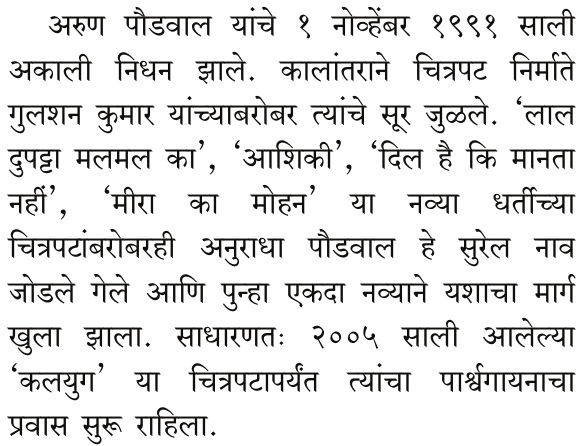 अरुण पौडवाल यांचे १ नोव्हेंबर १९९१ साली
अकाली निधन झाले. कालांतराने चित्रपट निर्माते
गुलशन कुमार यांच्याबरोबर त्यांचे सूर जुळले. ‘लाल
दुपट्टा मलमल का’, ‘आशिकी’, ‘दिल है कि मानता
नहीं’, ‘मीरा का मोहन’ या नव्या धर्तीच्या
चित्रपटांबरोबरही अनुराधा पौडवाल हे सुरेल नाव
जोडले गेले आणि पुन्हा एकदा नव्याने यशाचा मार्ग
खुला झाला. साधारणतः २००५ साली आलेल्या
‘कलयुग’ या चित्रपटापर्यंत त्यांचा पार्श्वगायनाचा
प्रवास सुरू राहिला.